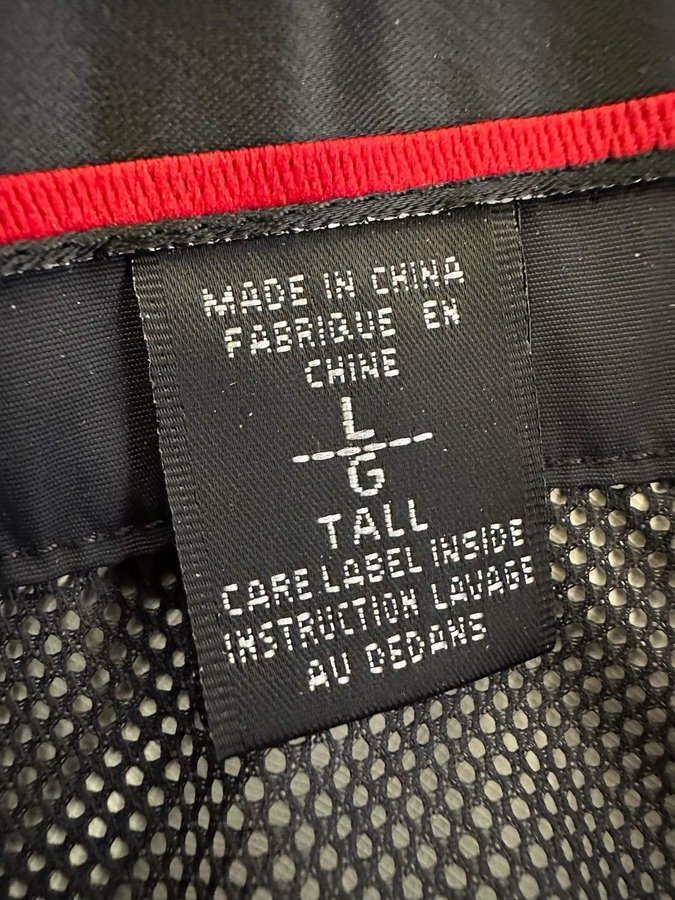 MADE IN CHINA
FABRIQUE EN
CHINE
L
G
TALL
CARE LABEL INSIDE
INSTRUCTION LAVAGE
AU DEDANS